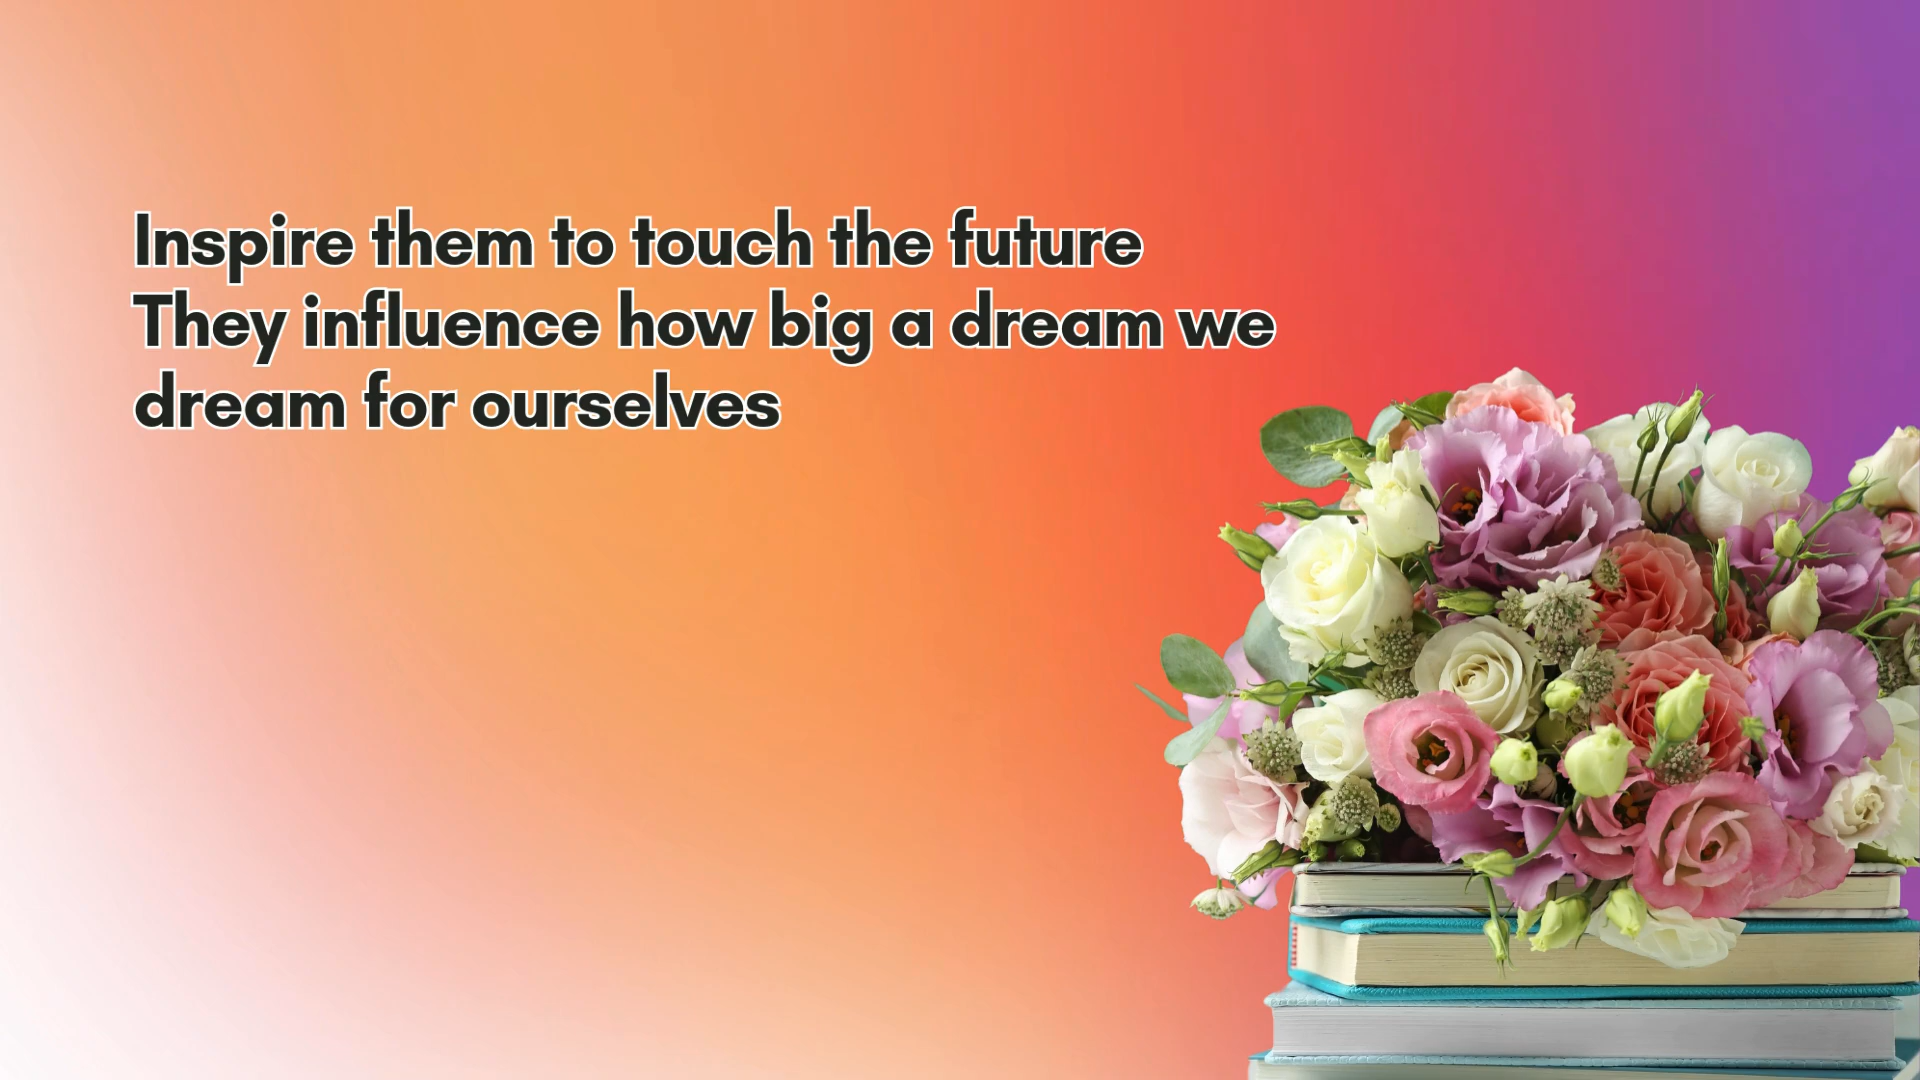 Inspire them to touch the future
They influence how big a dream we
dream for ourselves